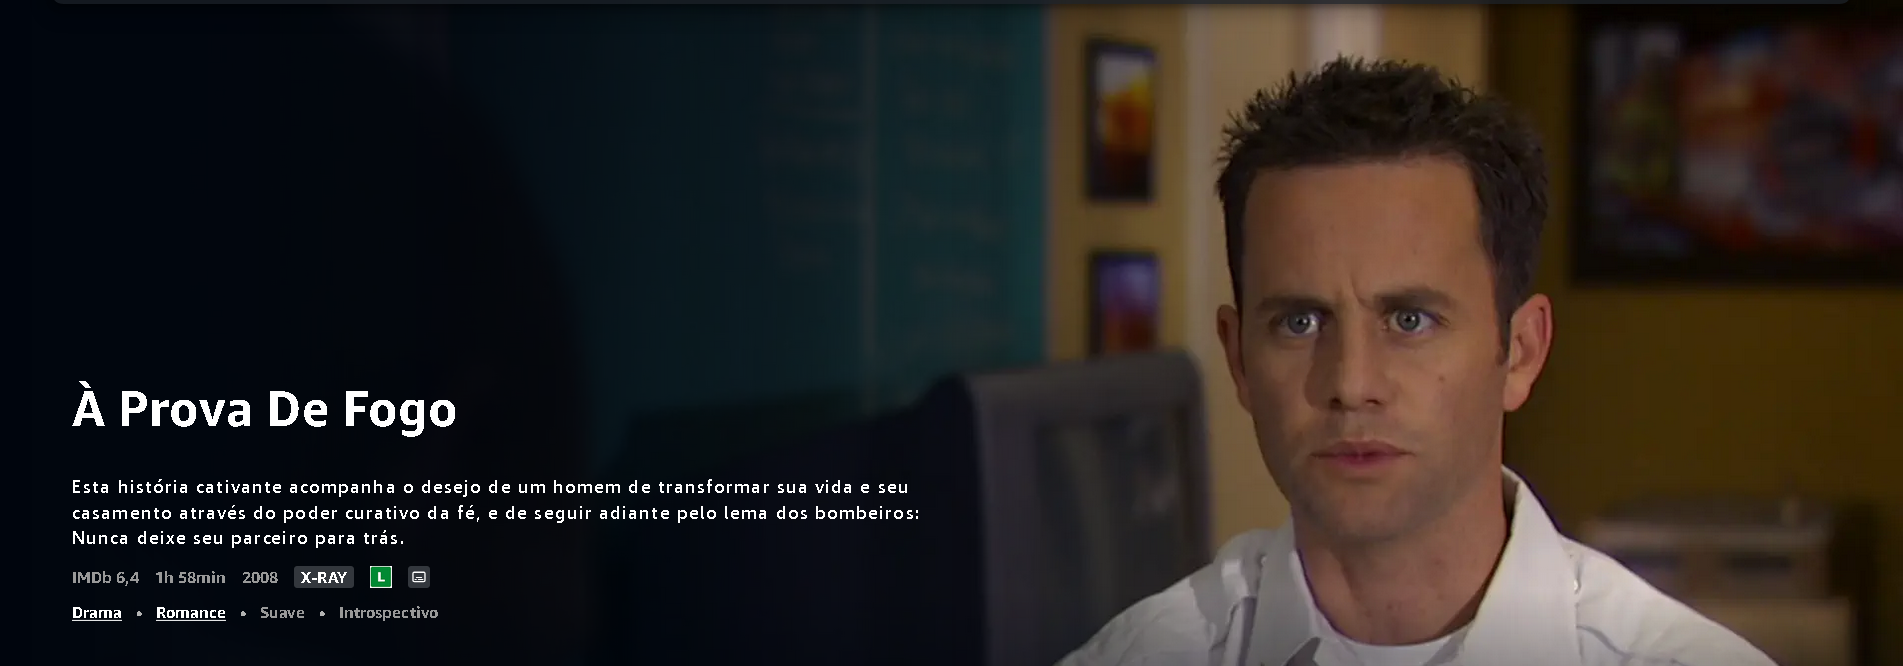 À Prova De Fogo
Esta história cativante acompanha o desejo de um homem de transformar sua vida e seu
casamento através do poder curativo da fé, e de seguir adiante pelo lema dos bombeiros:
Nunca deixe seu parceiro para trás.
IMDb 6,4 1h 58min 2008 X-RAY L
Drama • Romance • Suave • Introspectivo